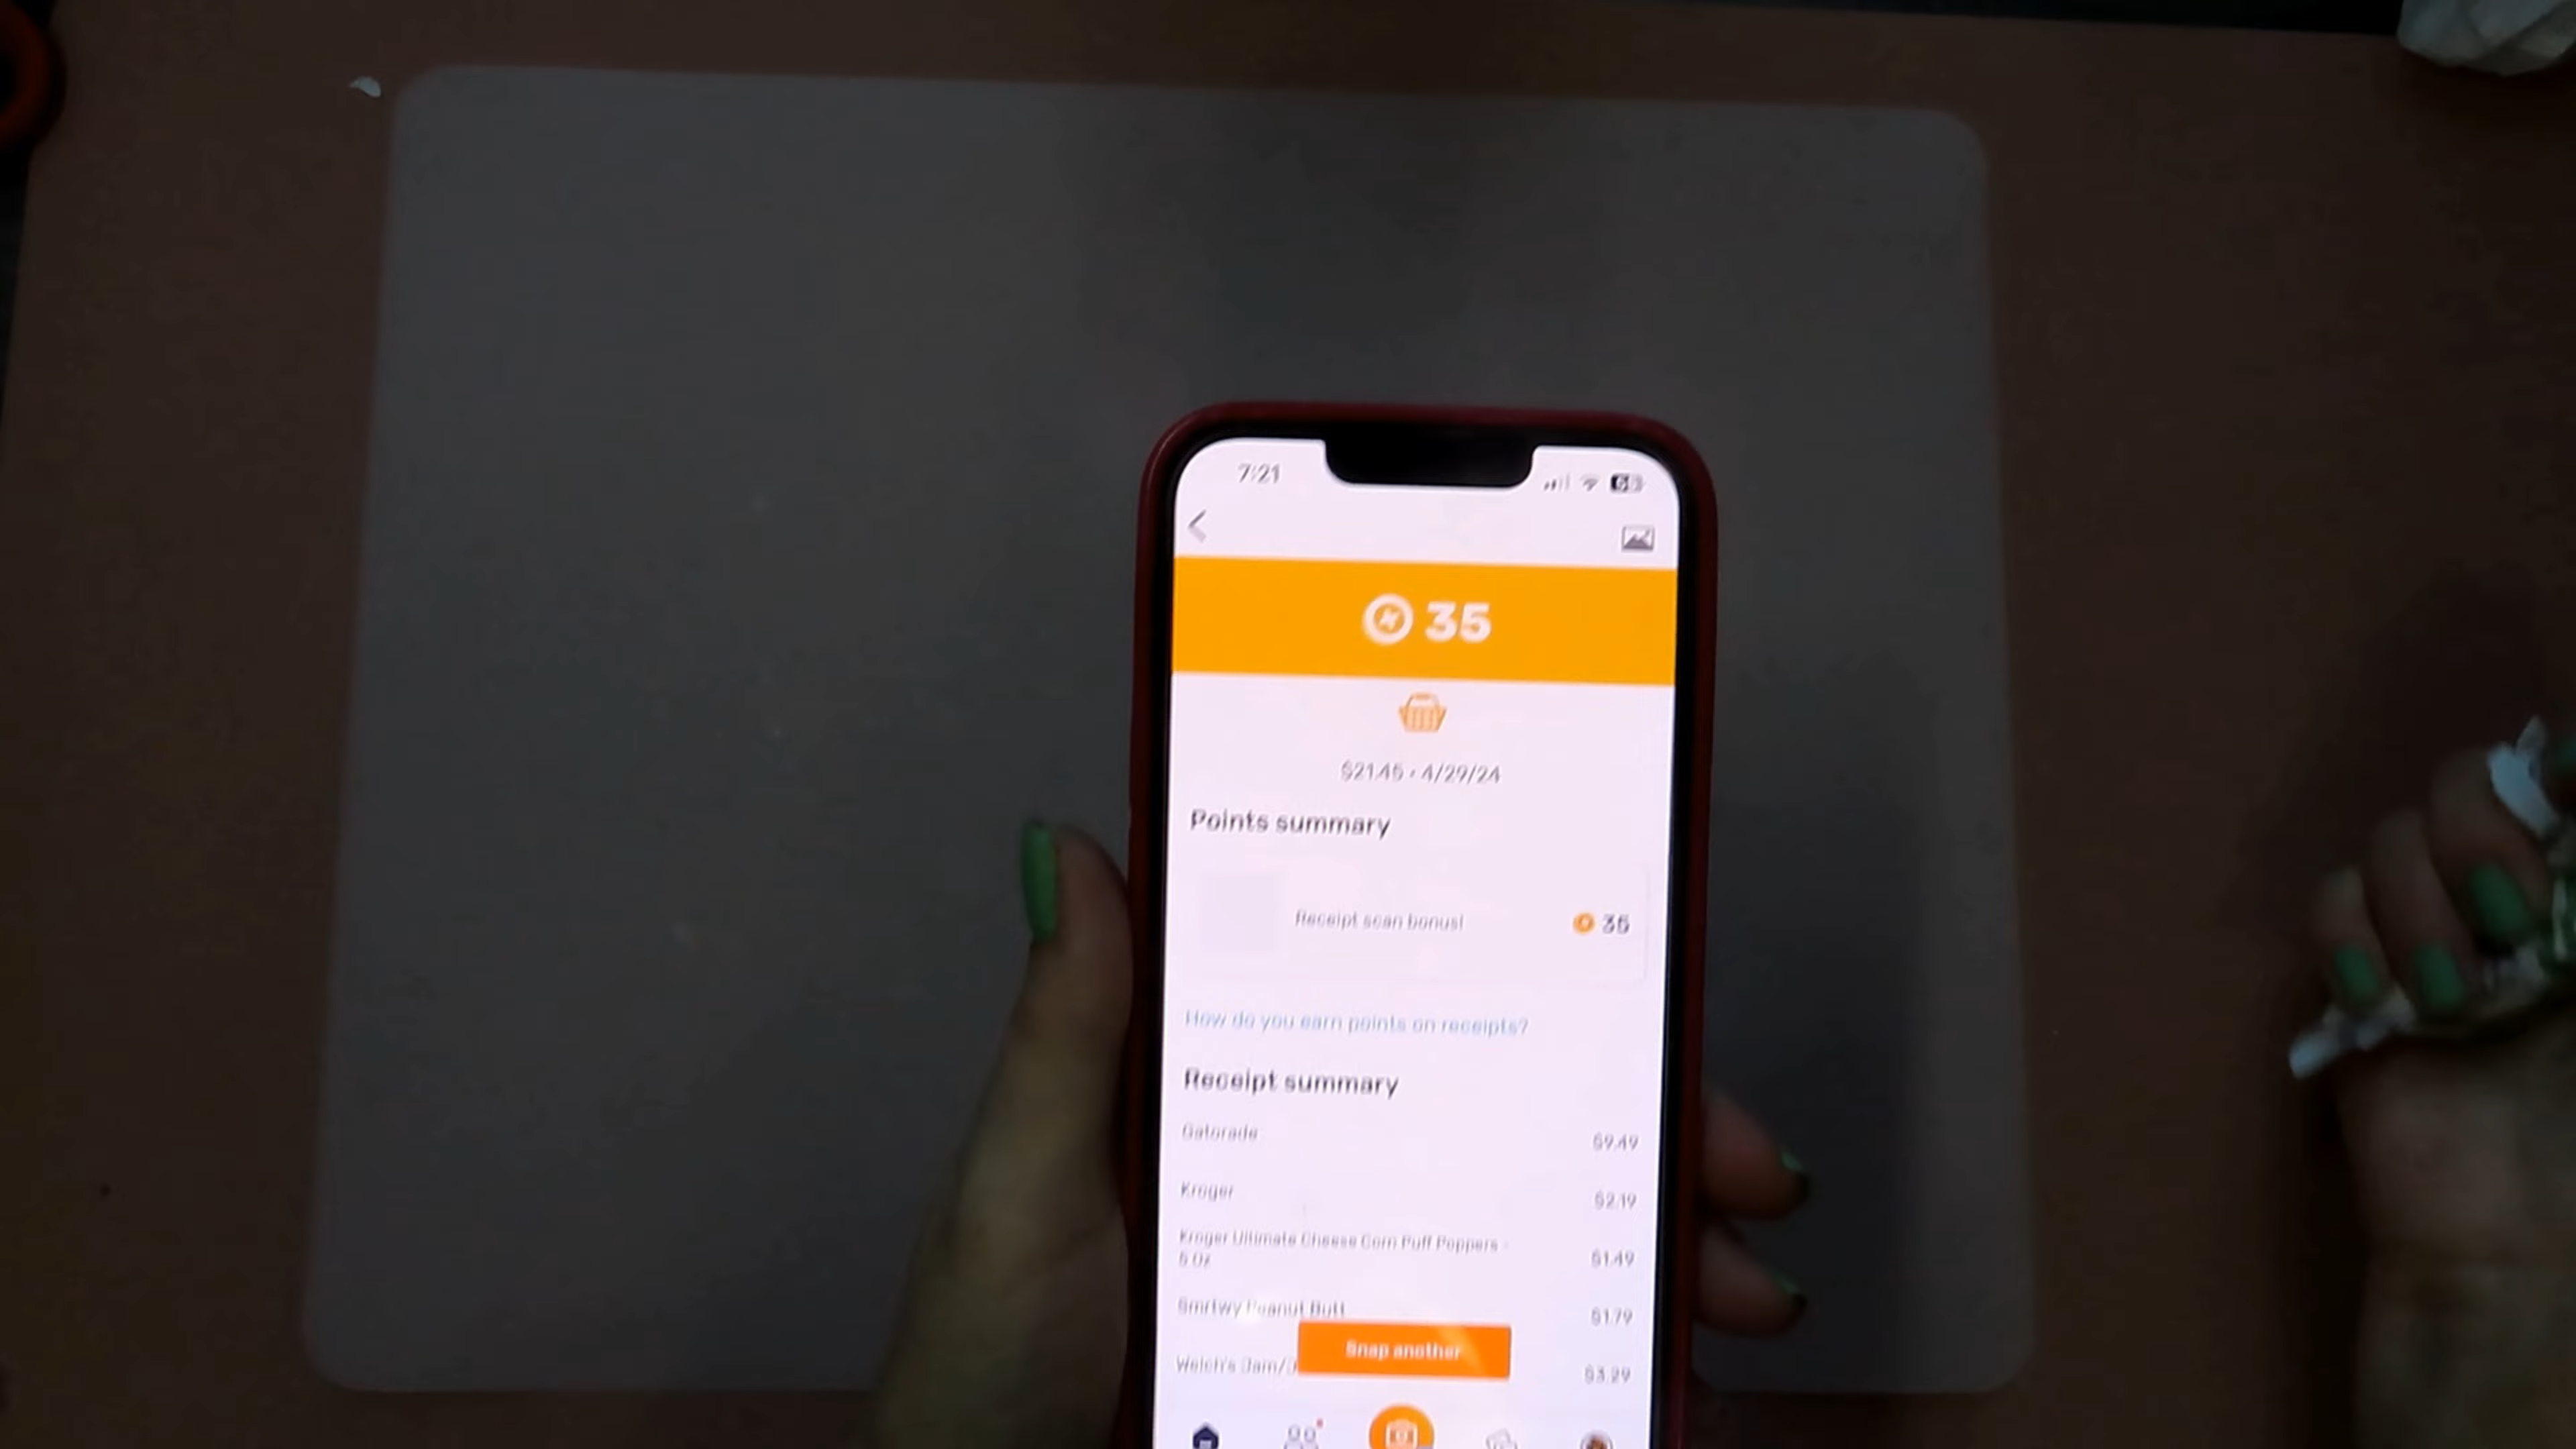 7:21
35
$21.45 • 4/29/24
Points summary
Receipt scan bonus!
35
How do you earn points on receipts?
Receipt summary
Gatorade
$9.49
Kroger
$2.19
Kroger Ultimate Cheese Corn Puff Poppers -
5 Oz
$1.49
Smrtwy Peanut Butt
$1.79
Snap another
Welch's Jam/J
$3.29